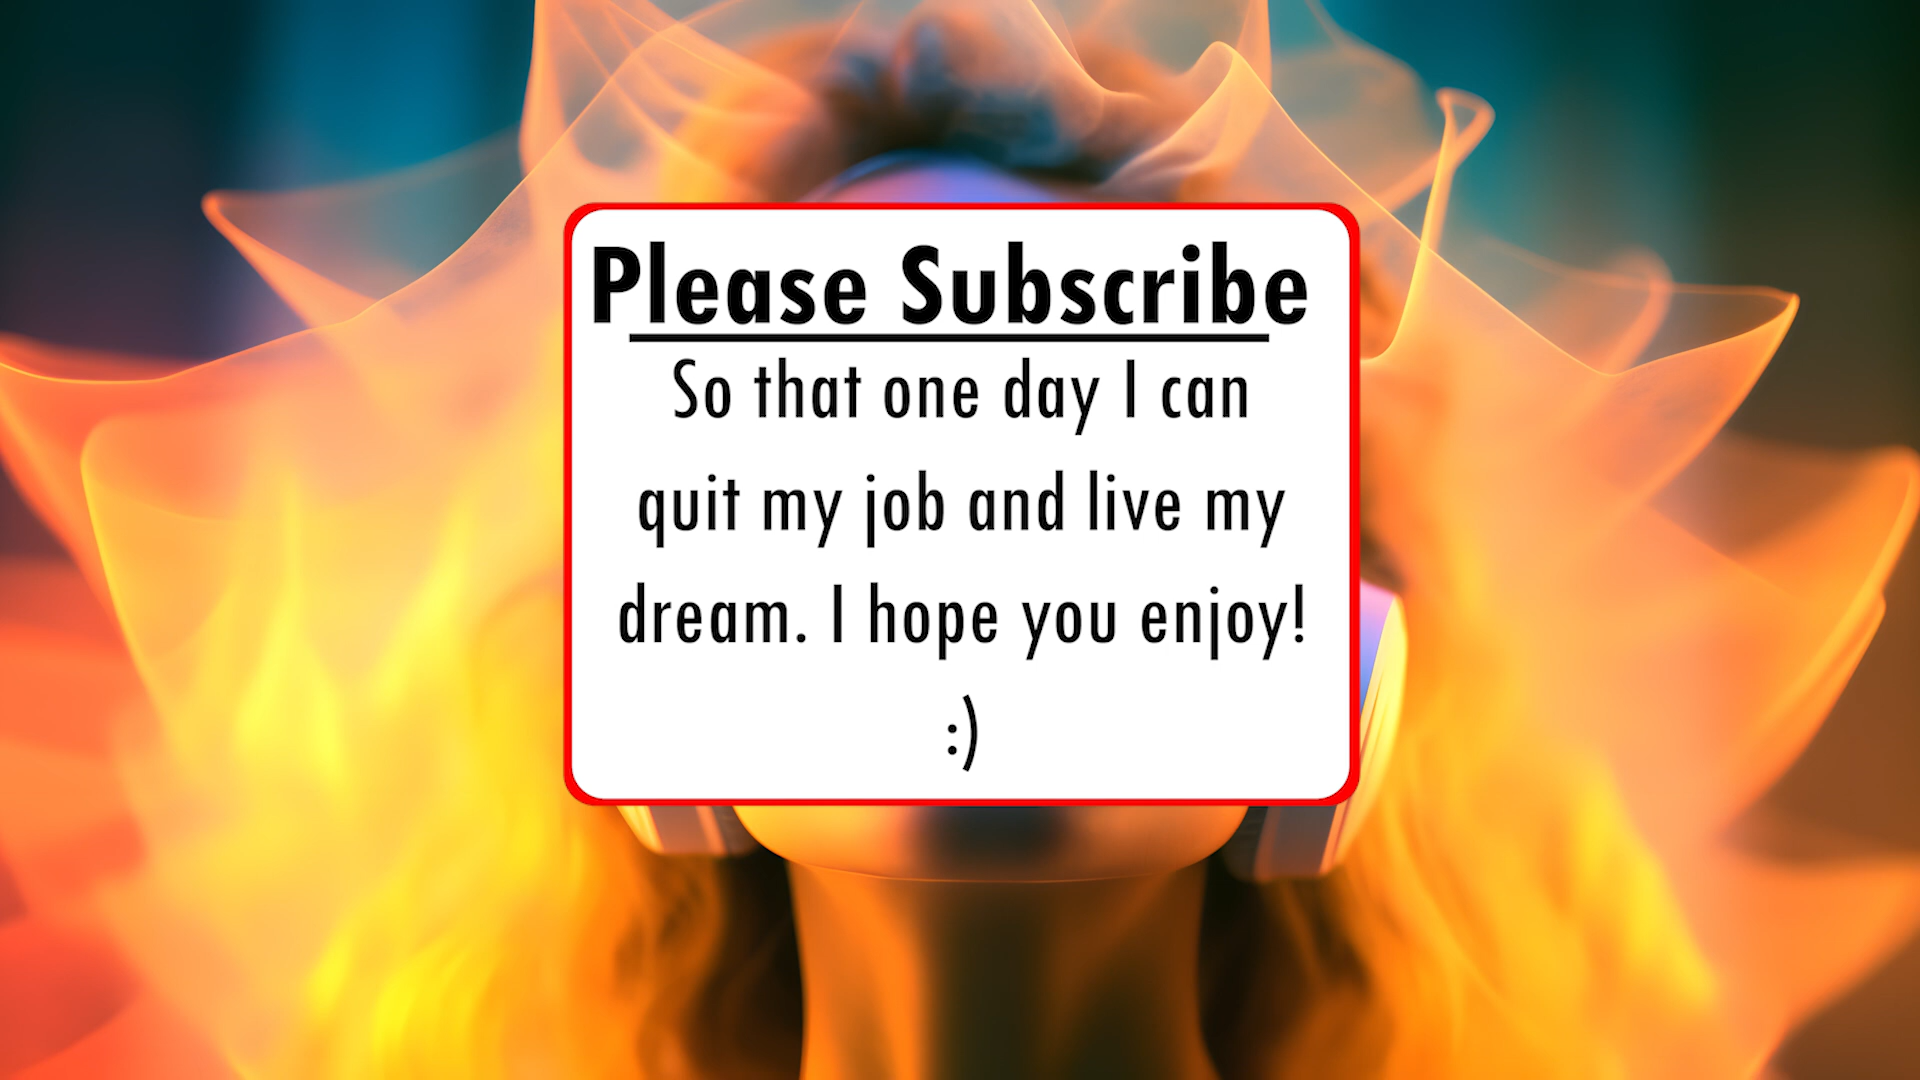 Please Subscribe
So that one day I can
quit my job and live my
dream. I hope you enjoy!
:)